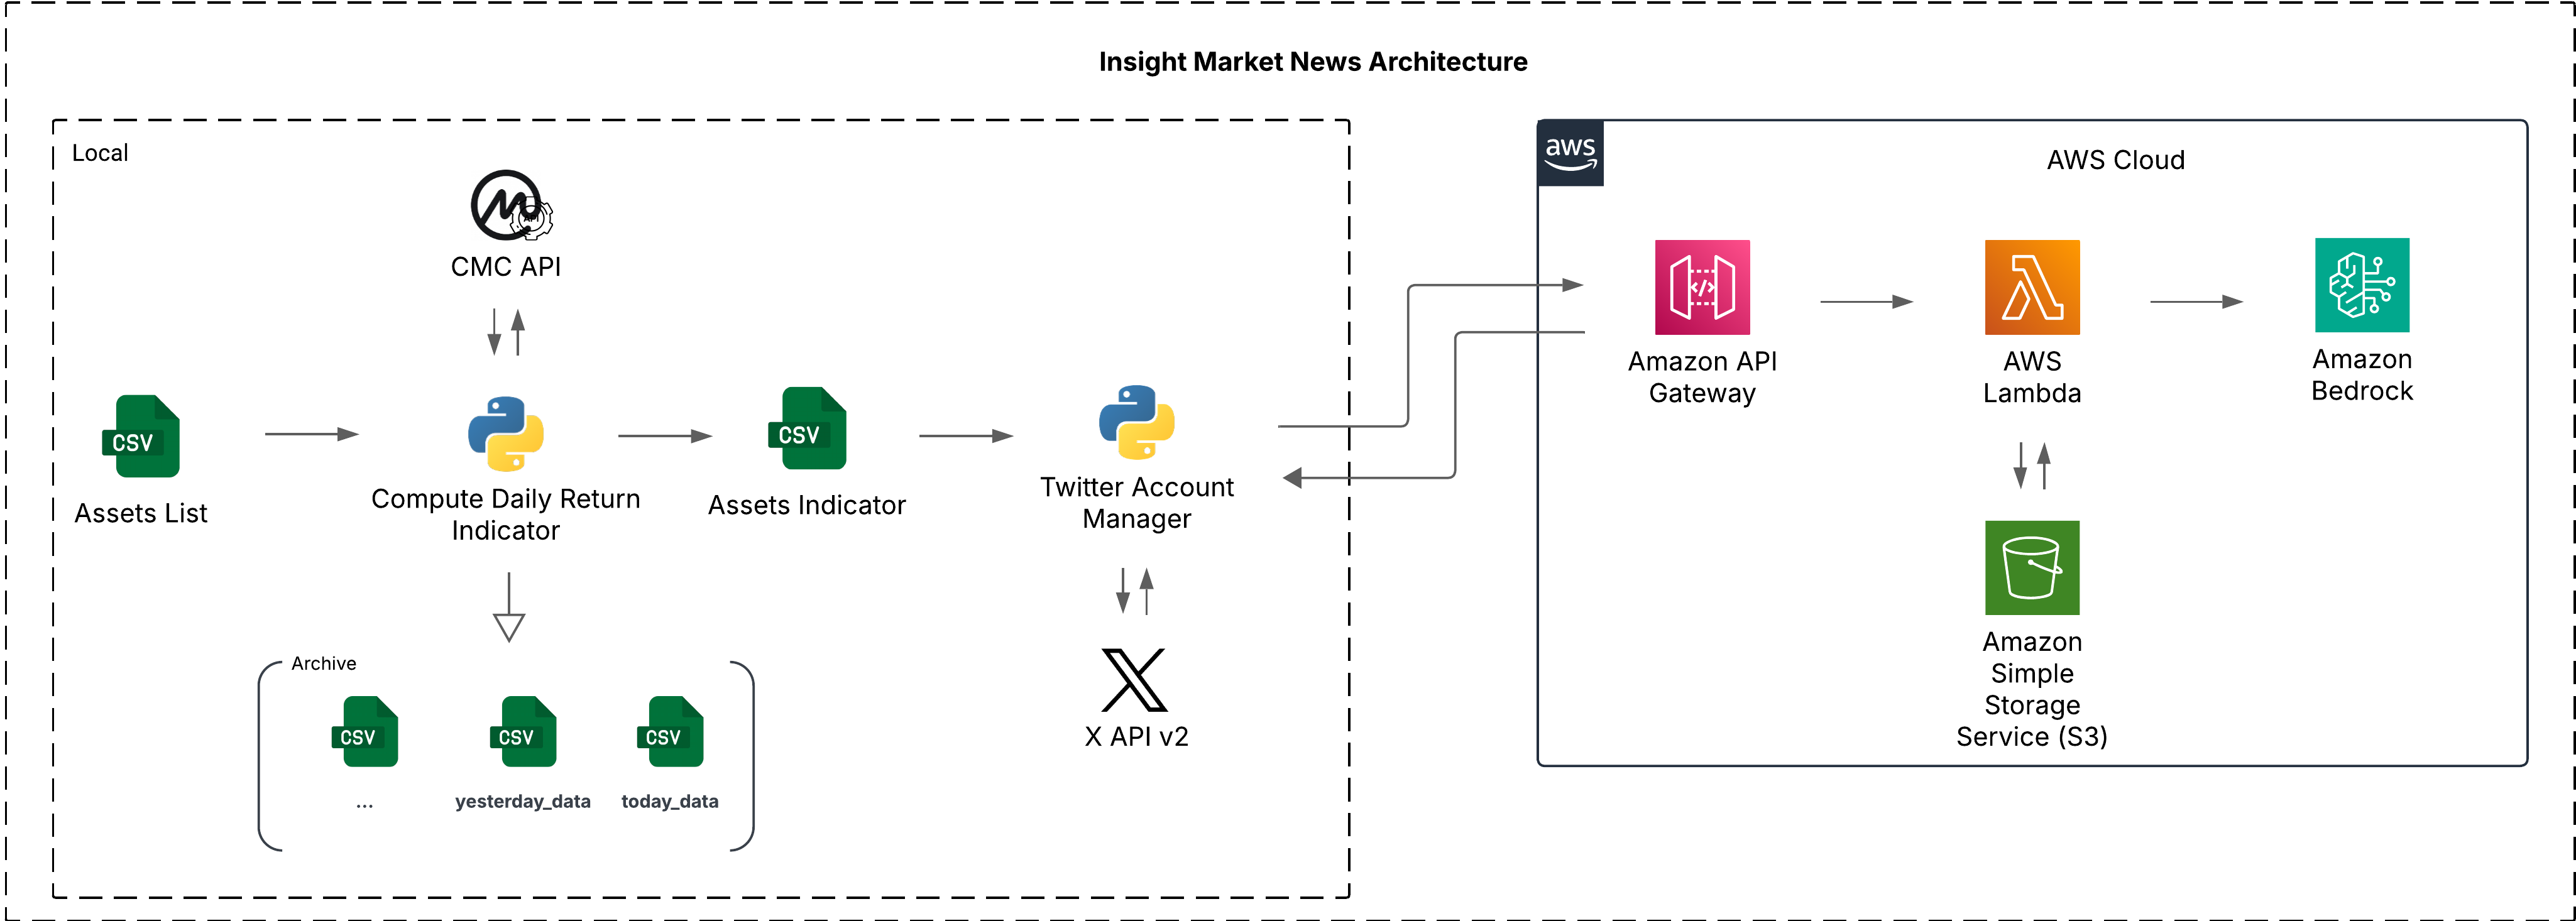 Insight Market News Architecture
Local
API
CMC API
CSV
Assets List
Compute Daily Return
Indicator
CSV
Assets Indicator
Twitter Account
Manager
X API v2
Archive
CSV
...
CSV
yesterday_data
CSV
today_data
aws
AWS Cloud
</>
Amazon API
Gateway
AWS
Lambda
Amazon
Bedrock
Amazon
Simple
Storage
Service (S3)